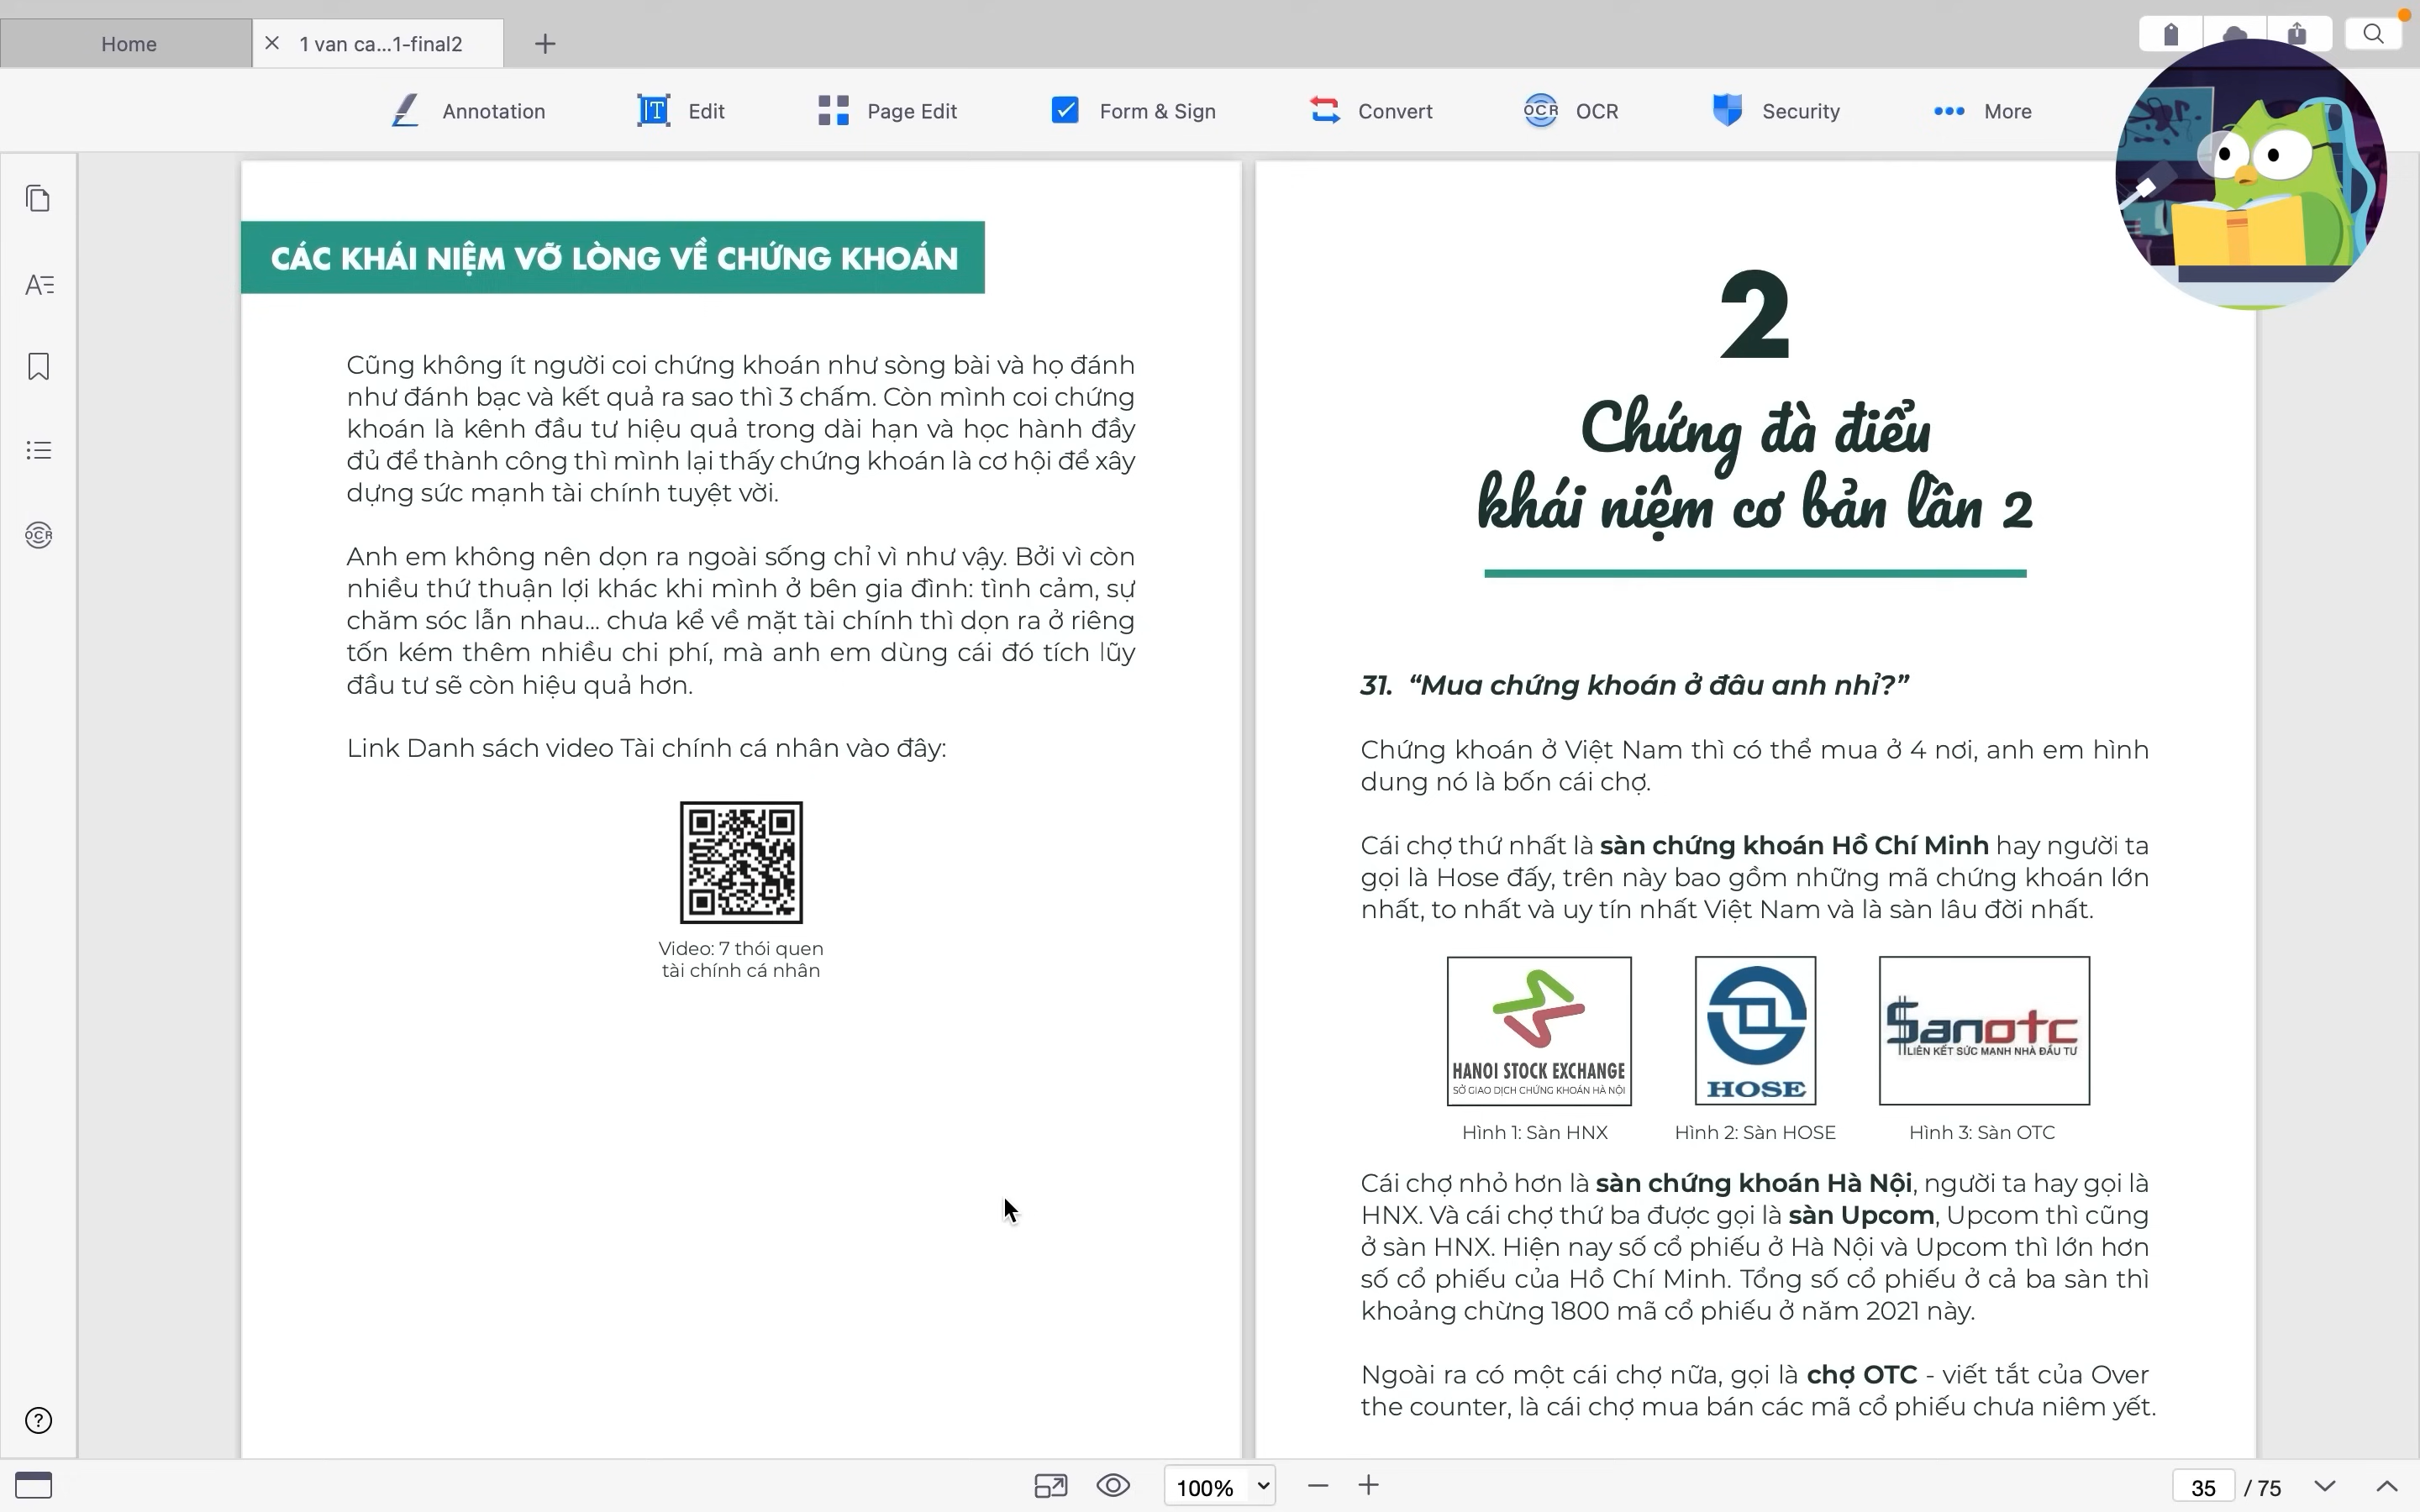 Home
1 van ca...1-final2
Annotation
Edit
Page Edit
Form & Sign
Convert
OCR
OCR
Security
More
OCR
CÁC KHÁI NIỆM VỠ LÒNG VỀ CHỨNG KHOÁN
Cũng không ít người coi chứng khoán như sòng bài và họ đánh
như đánh bạc và kết quả ra sao thì 3 chấm. Còn mình coi chứng
khoán là kênh đầu tư hiệu quả trong dài hạn và học hành đầy
đủ để thành công thì mình lại thấy chứng khoán là cơ hội để xây
dựng sức mạnh tài chính tuyệt vời.
Anh em không nên dọn ra ngoài sống chỉ vì như vậy. Bởi vì còn
nhiều thứ thuận lợi khác khi mình ở bên gia đình: tình cảm, sự
chăm sóc lẫn nhau... chưa kể về mặt tài chính thì dọn ra ở riêng
tốn kém thêm nhiều chi phí, mà anh em dùng cái đó tích lũy
đầu tư sẽ còn hiệu quả hơn.
Link Danh sách video Tài chính cá nhân vào đây:
Video: 7 thói quen
tài chính cá nhân
2
Chứng đà điểu
khái niệm cơ bản lần 2
31. “Mua chứng khoán ở đâu anh nhỉ?”
Chứng khoán ở Việt Nam thì có thể mua ở 4 nơi, anh em hình
dung nó là bốn cái chợ.
Cái chợ thứ nhất là sàn chứng khoán Hồ Chí Minh hay người ta
gọi là Hose đấy, trên này bao gồm những mã chứng khoán lớn
nhất, to nhất và uy tín nhất Việt Nam và là sàn lâu đời nhất.
HANOI STOCK EXCHANGE
SỞ GIAO DỊCH CHỨNG KHOÁN HÀ NỘI
HOSE
$anotc
LIÊN KẾT SỨC MẠNH NHÀ ĐẦU TƯ
Hình 1: Sàn HNX
Hình 2: Sàn HOSE
Hình 3: Sàn OTC
Cái chợ nhỏ hơn là sàn chứng khoán Hà Nội, người ta hay gọi là
HNX. Và cái chợ thứ ba được gọi là sàn Upcom, Upcom thì cũng
ở sàn HNX. Hiện nay số cổ phiếu ở Hà Nội và Upcom thì lớn hơn
số cổ phiếu của Hồ Chí Minh. Tổng số cổ phiếu ở cả ba sàn thì
khoảng chừng 1800 mã cổ phiếu ở năm 2021 này.
Ngoài ra có một cái chợ nữa, gọi là chợ OTC - viết tắt của Over
the counter, là cái chợ mua bán các mã cổ phiếu chưa niêm yết.
100%
35 / 75